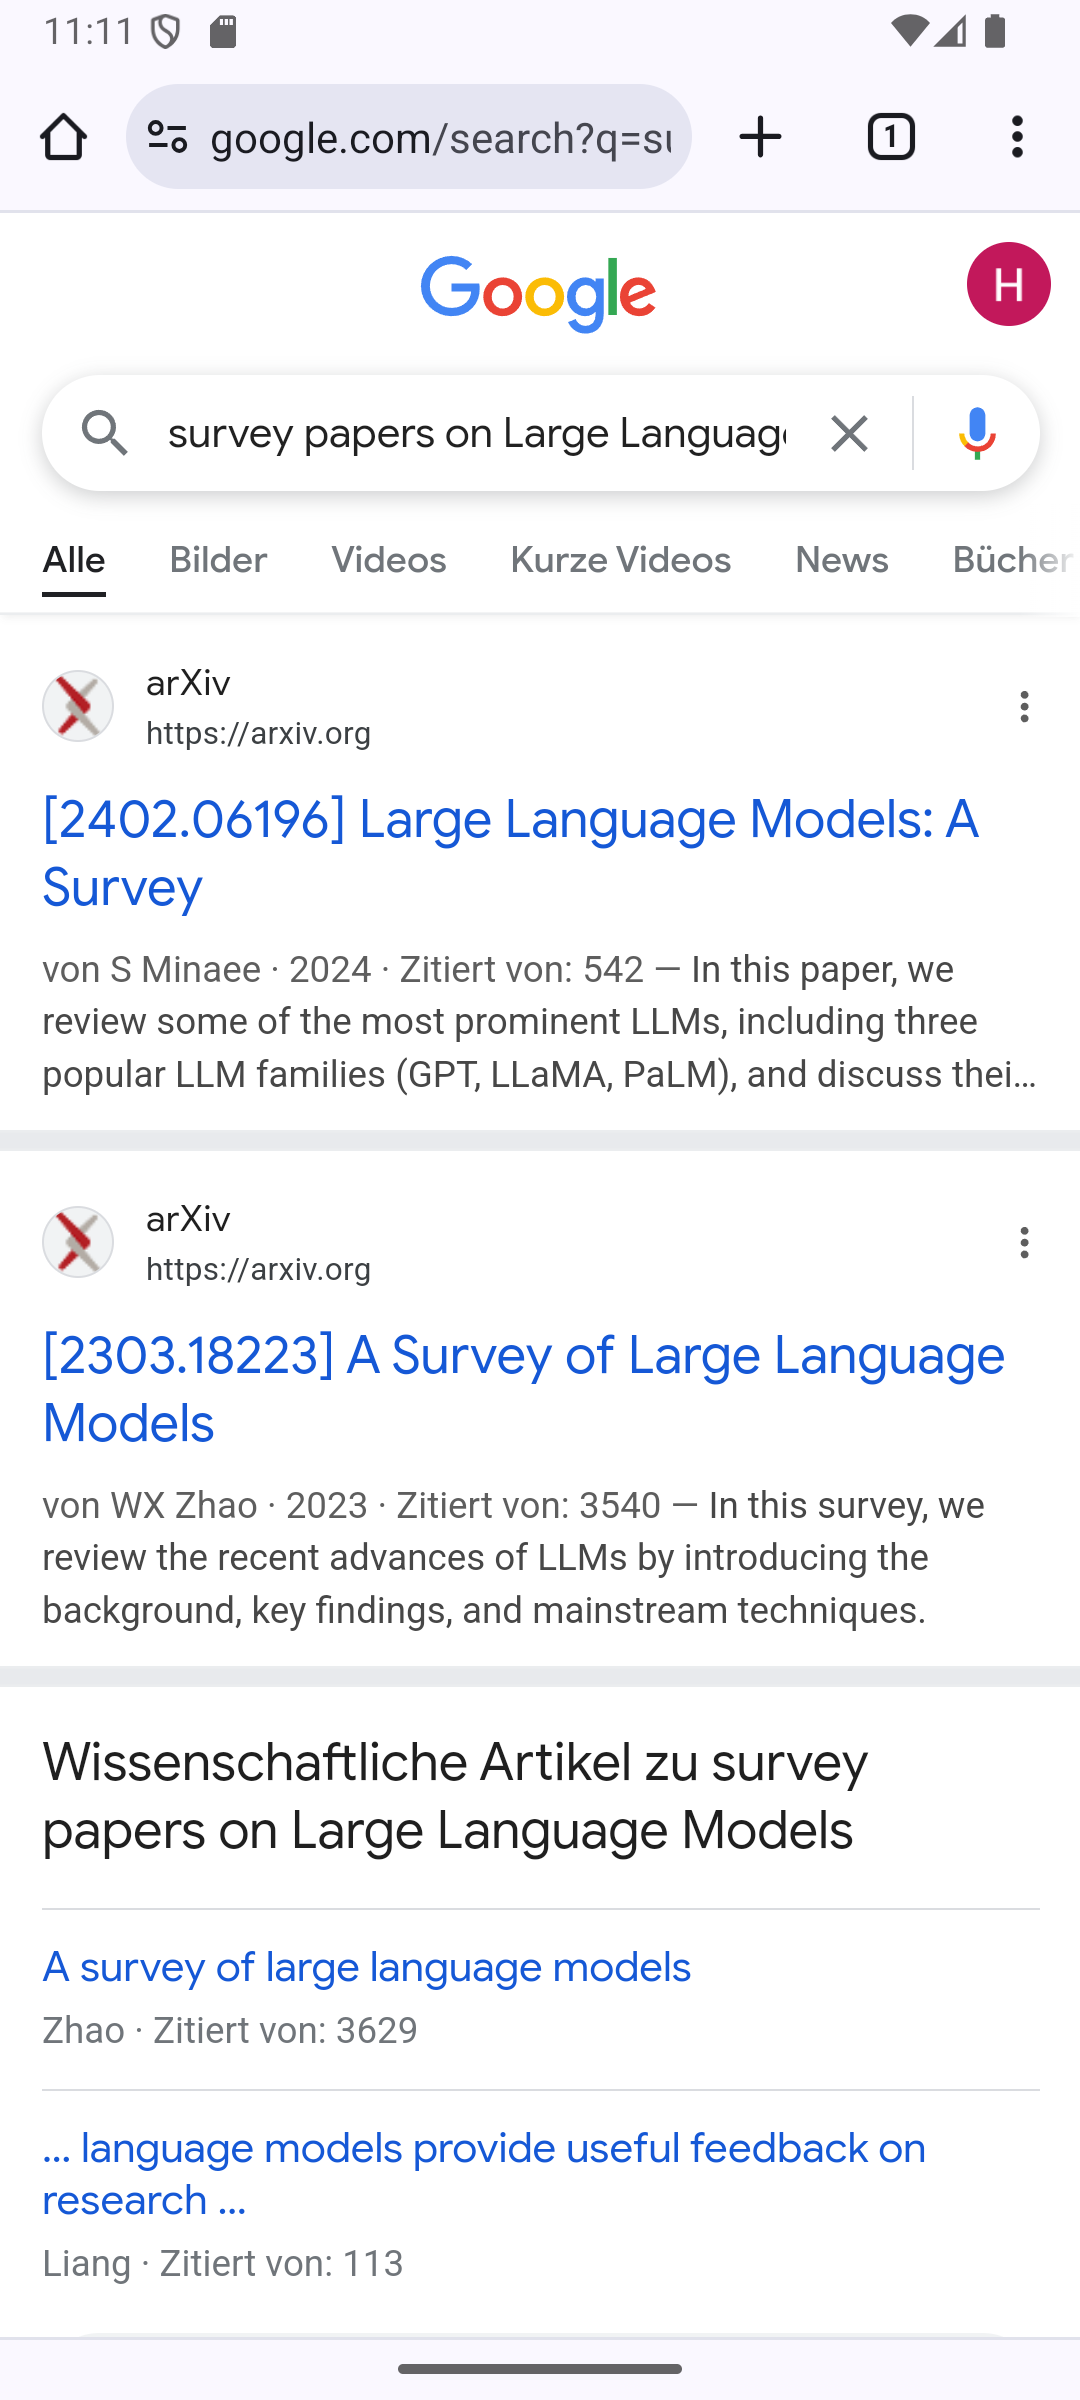 11:11
google.com/search?q=su
1
Google
H
survey papers on Large Language
Alle Bilder Videos Kurze Videos News Bücher
arXiv
https://arxiv.org
[2402.06196] Large Language Models: A
Survey
von S Minaee · 2024 · Zitiert von: 542 — In this paper, we
review some of the most prominent LLMs, including three
popular LLM families (GPT, LLaMA, PaLM), and discuss thei...
arXiv
https://arxiv.org
[2303.18223] A Survey of Large Language
Models
von WX Zhao · 2023 · Zitiert von: 3540 — In this survey, we
review the recent advances of LLMs by introducing the
background, key findings, and mainstream techniques.
Wissenschaftliche Artikel zu survey
papers on Large Language Models
A survey of large language models
Zhao · Zitiert von: 3629
... language models provide useful feedback on
research ...
Liang · Zitiert von: 113